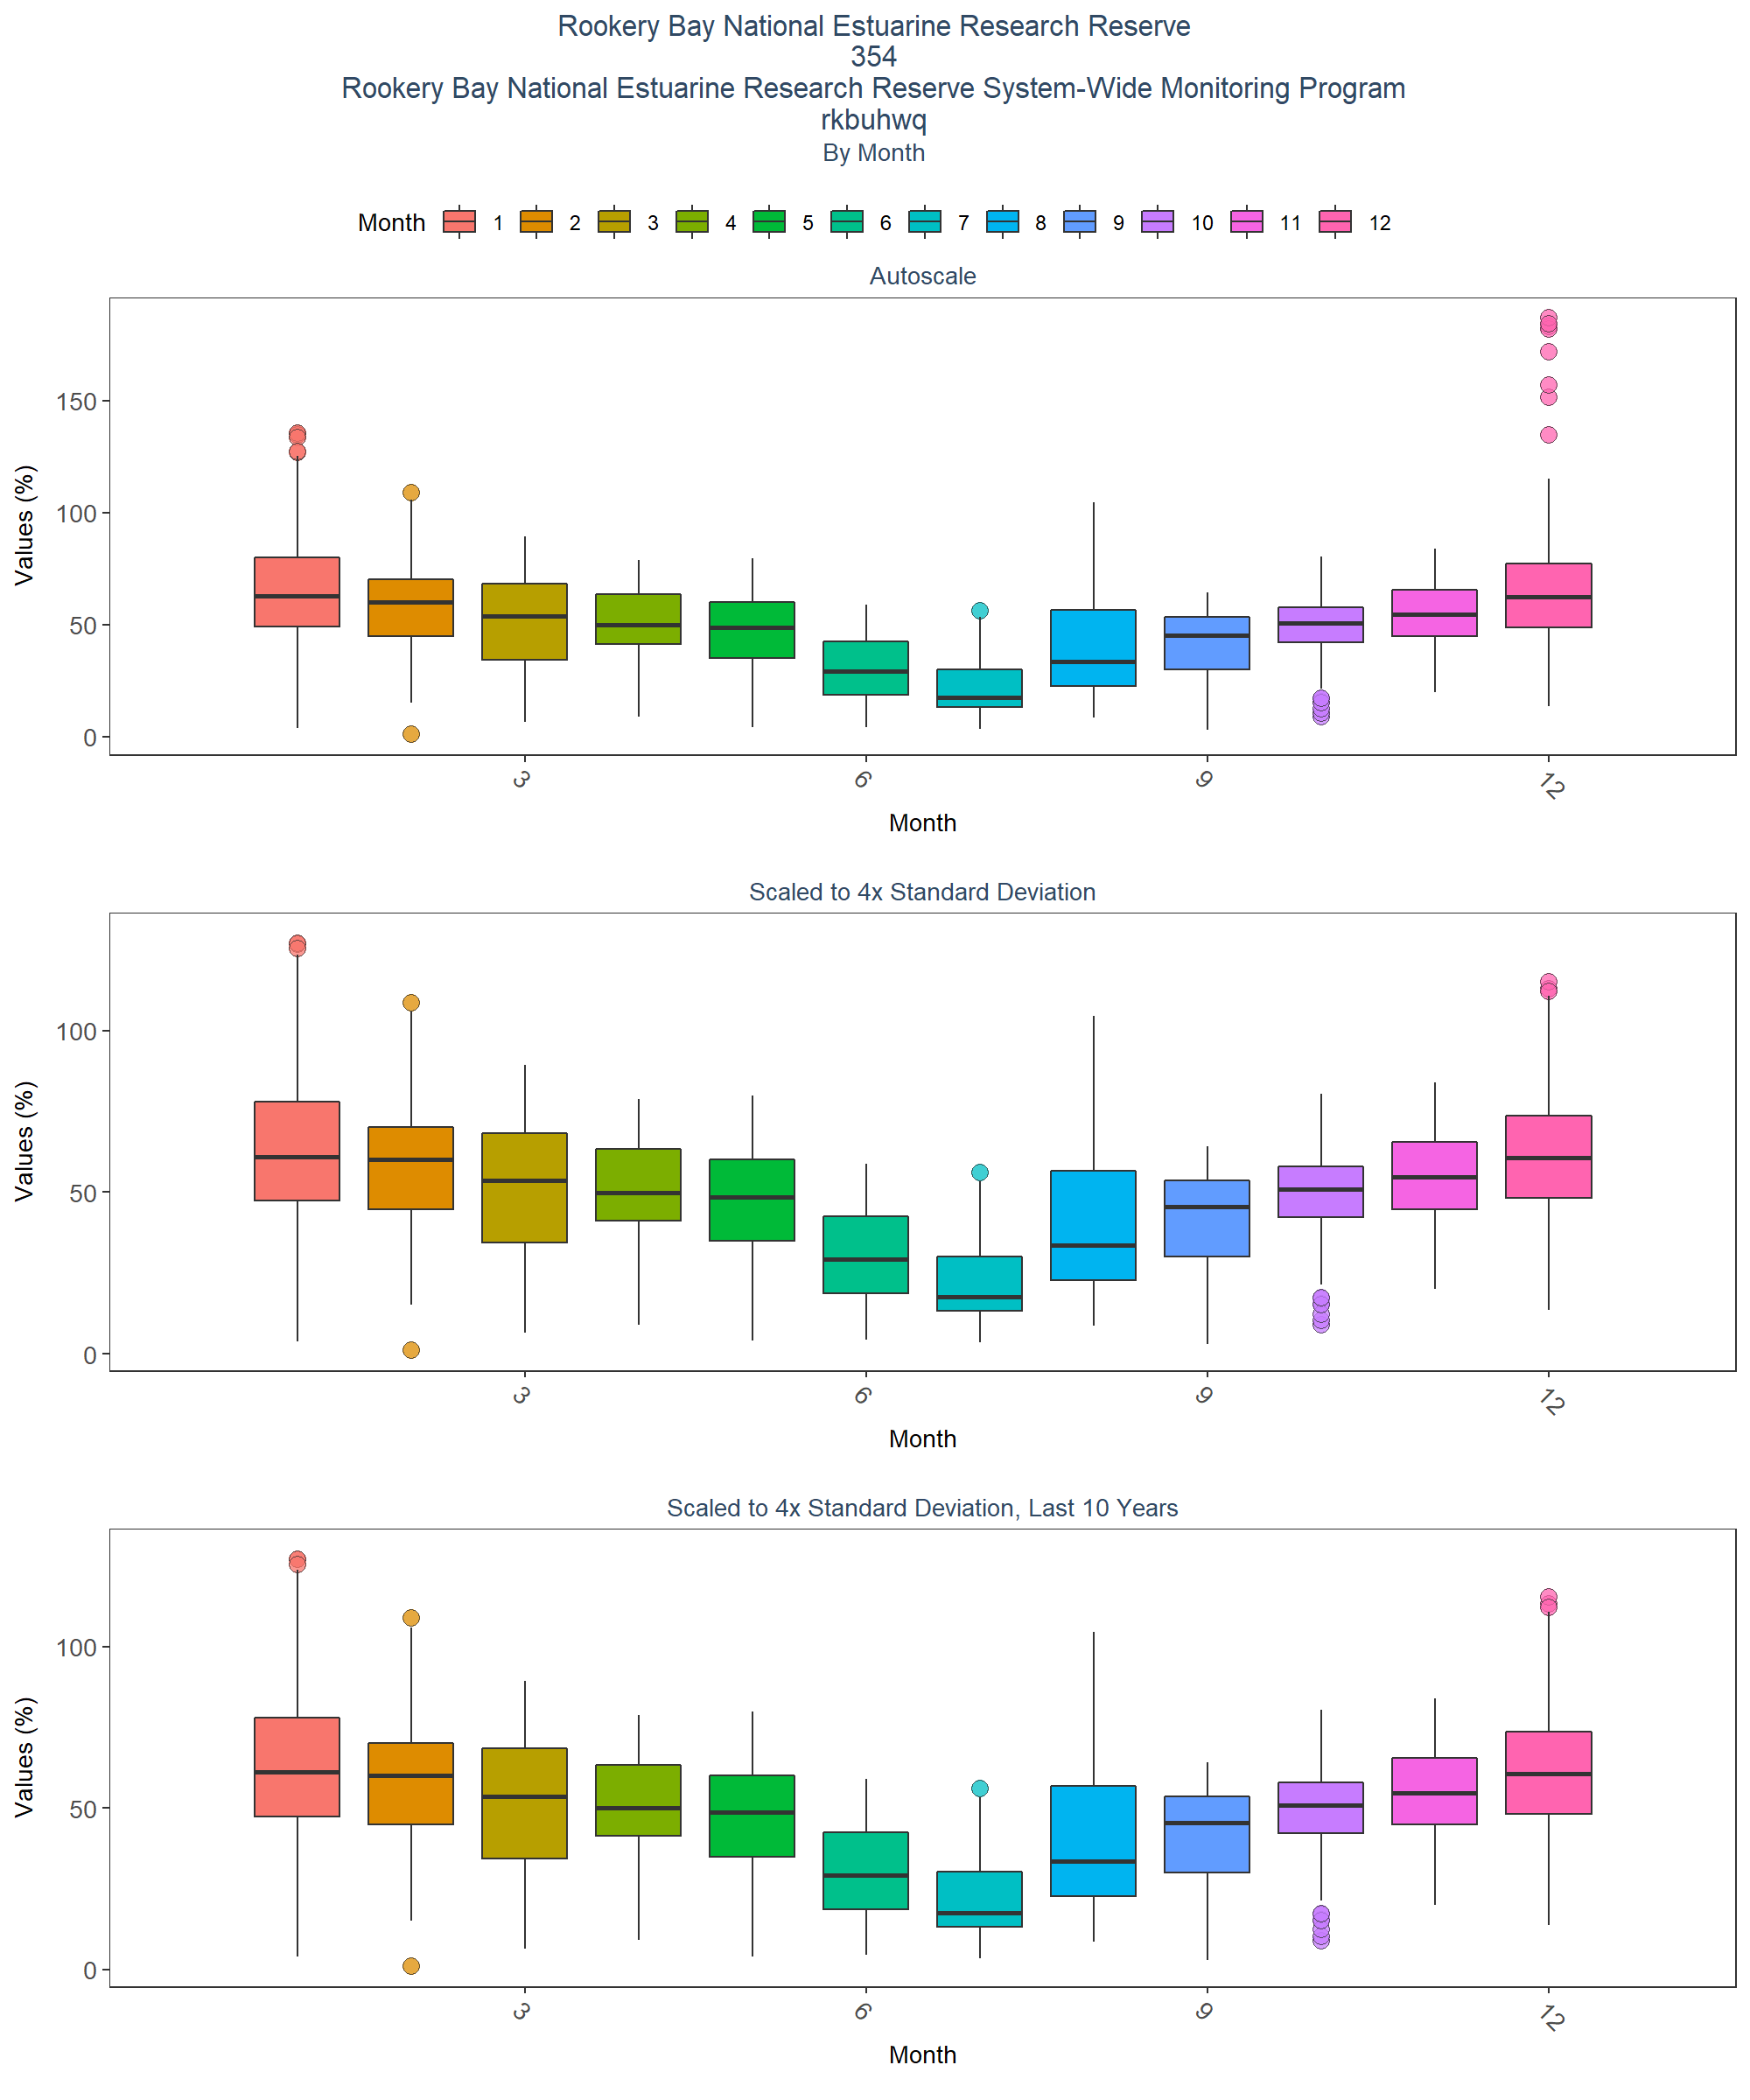 Rookery Bay National Estuarine Research Reserve
354
Rookery Bay National Estuarine Research Reserve System-Wide Monitoring Program
rkbuhwq
By Month
Month 1 2 3 4 5 6 7 8 9 10 11 12
Autoscale
Values (%)
150
100
50
0
3 6 9 12
Month
Scaled to 4x Standard Deviation
Values (%)
100
50
0
3 6 9 12
Month
Scaled to 4x Standard Deviation, Last 10 Years
Values (%)
100
50
0
3 6 9 12
Month